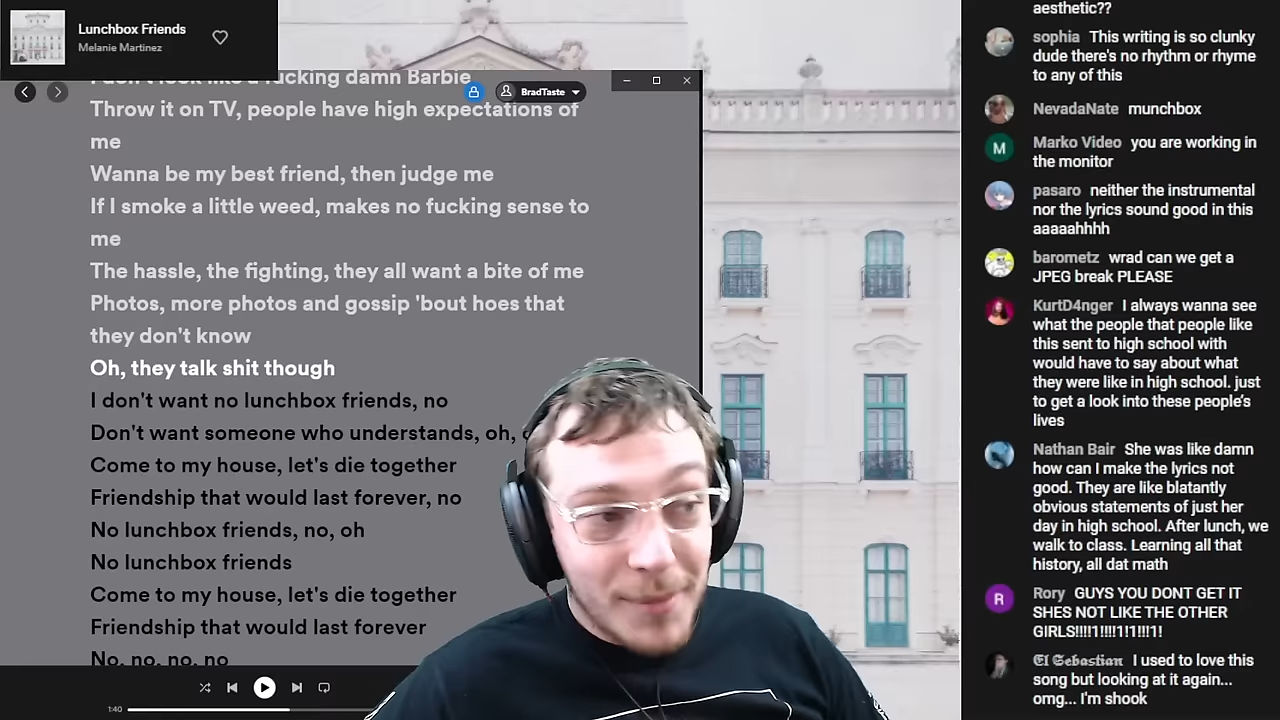 Lunchbox Friends
Melanie Martinez
I don't look like a fucking damn Barbie
BradTaste
Throw it on TV, people have high expectations of
me
Wanna be my best friend, then judge me
If I smoke a little weed, makes no fucking sense to
me
The hassle, the fighting, they all want a bite of me
Photos, more photos and gossip 'bout hoes that
they don't know
Oh, they talk shit though
I don't want no lunchbox friends, no
Don't want someone who understands, oh,
Come to my house, let's die together
Friendship that would last forever, no
No lunchbox friends, no, oh
No lunchbox friends
Come to my house, let's die together
Friendship that would last forever
No, no, no, no
1:40
aesthetic??
sophia This writing is so clunky
dude there's no rhythm or rhyme
to any of this
NevadaNate munchbox
M
Marko Video you are working in
the monitor
pasaro neither the instrumental
nor the lyrics sound good in this
aaaaahhhh
barometz wrad can we get a
JPEG break PLEASE
KurtD4nger I always wanna see
what the people that people like
this sent to high school with
would have to say about what
they were like in high school. just
to get a look into these people's
lives
Nathan Bair She was like damn
how can I make the lyrics not
good. They are like blatantly
obvious statements of just her
day in high school. After lunch, we
walk to class. Learning all that
history, all dat math
R
Rory GUYS YOU DONT GET IT
SHES NOT LIKE THE OTHER
GIRLS!!!!1!!!!1!1!!!1!
El Sebastian I used to love this
song but looking at it again...
omg... I'm shook